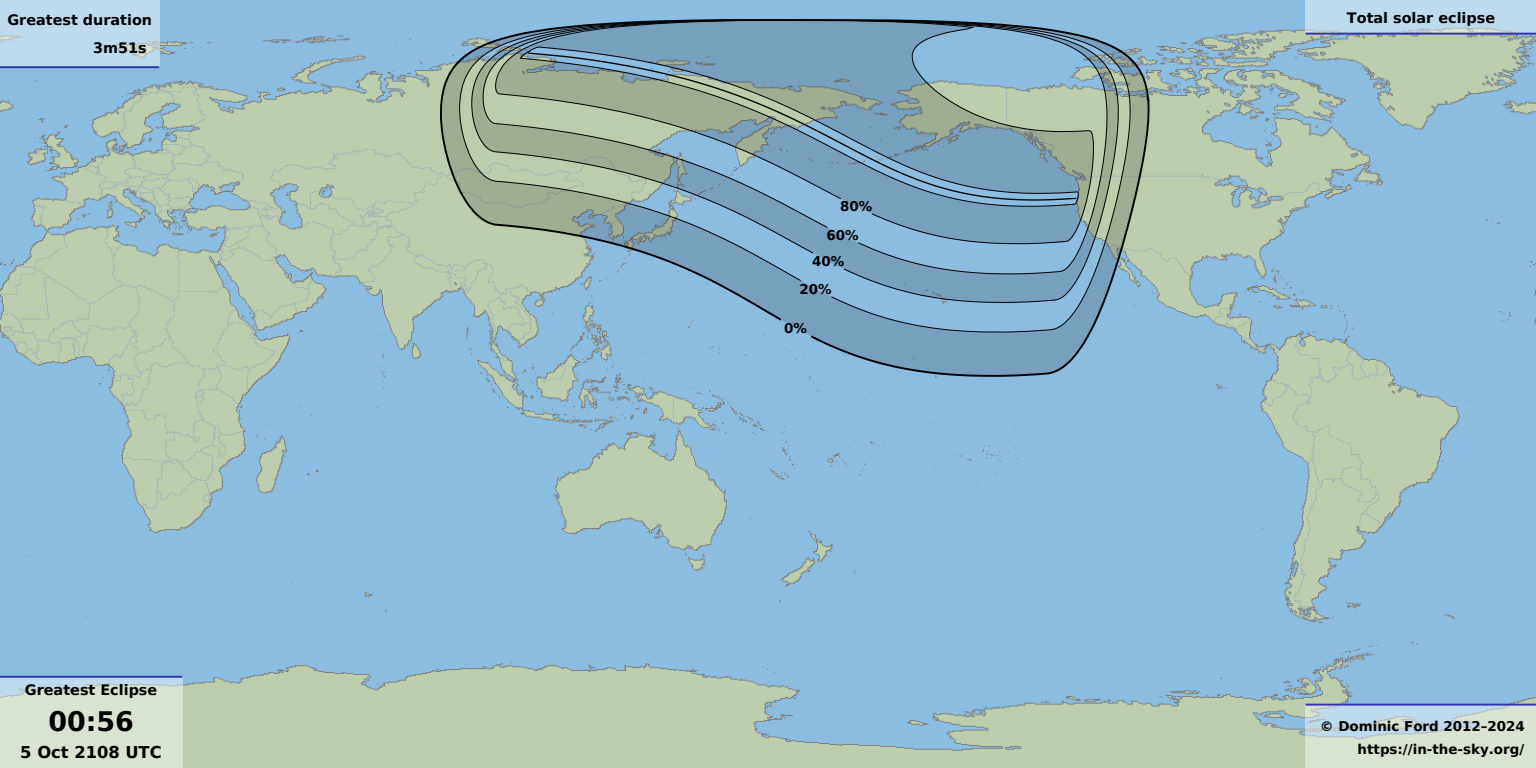 Greatest duration
3m51s
Total solar eclipse
80%
60%
40%
20%
0%
Greatest Eclipse
00:56
5 Oct 2108 UTC
© Dominic Ford 2012–2024
https://in-the-sky.org/